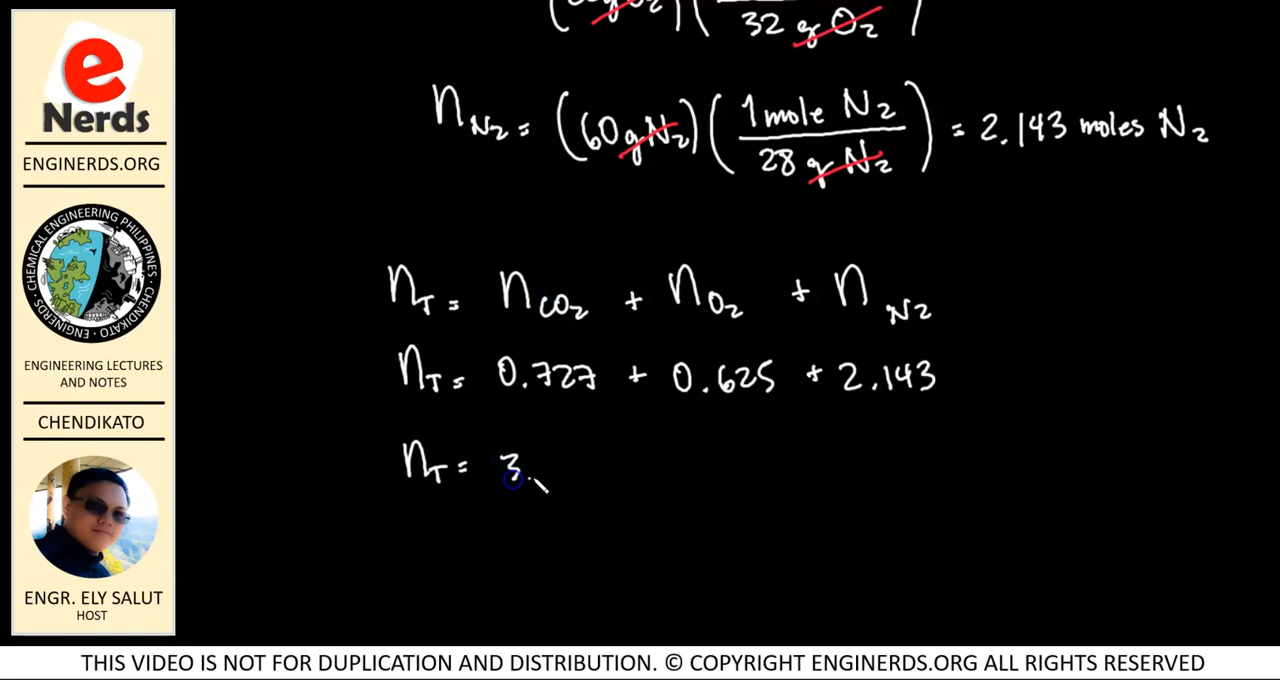 32 g O2
e
Nerds
ENGINERDS.ORG
CHEMICAL ENGINEERING PHILIPPINES
CHENDIKATO · ENGINERDS
ENGINEERING LECTURES
AND NOTES
CHENDIKATO
ENGR. ELY SALUT
HOST
nN2 = (60 g N2) (1 mole N2 / 28 g N2) = 2.143 moles N2
nT = nCO2 + nO2 + nN2
nT = 0.727 + 0.625 + 2.143
nT = 3.
THIS VIDEO IS NOT FOR DUPLICATION AND DISTRIBUTION. © COPYRIGHT ENGINERDS.ORG ALL RIGHTS RESERVED